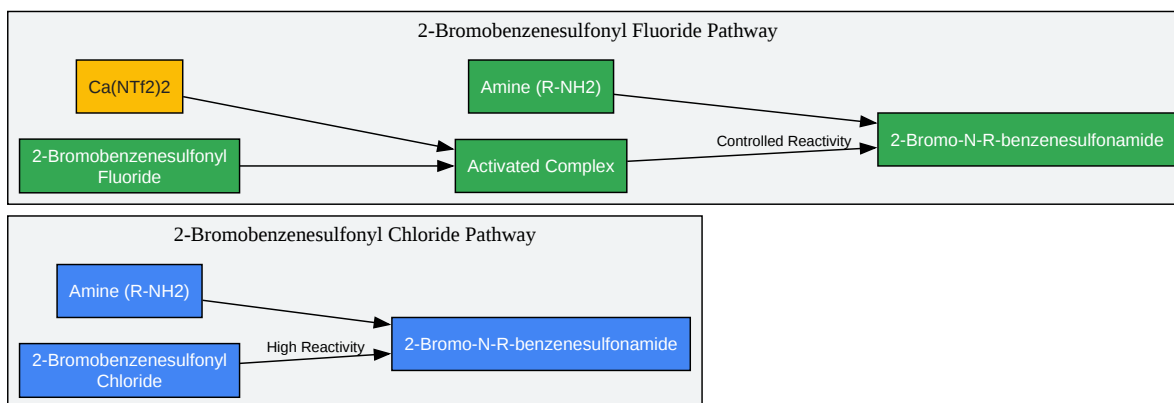 2-Bromobenzenesulfonyl Fluoride Pathway
Ca(NTf2)2
Amine (R-NH2)
2-Bromobenzenesulfonyl
Fluoride
Activated Complex
Controlled Reactivity
2-Bromo-N-R-benzenesulfonamide
2-Bromobenzenesulfonyl Chloride Pathway
Amine (R-NH2)
2-Bromobenzenesulfonyl
Chloride
High Reactivity
2-Bromo-N-R-benzenesulfonamide